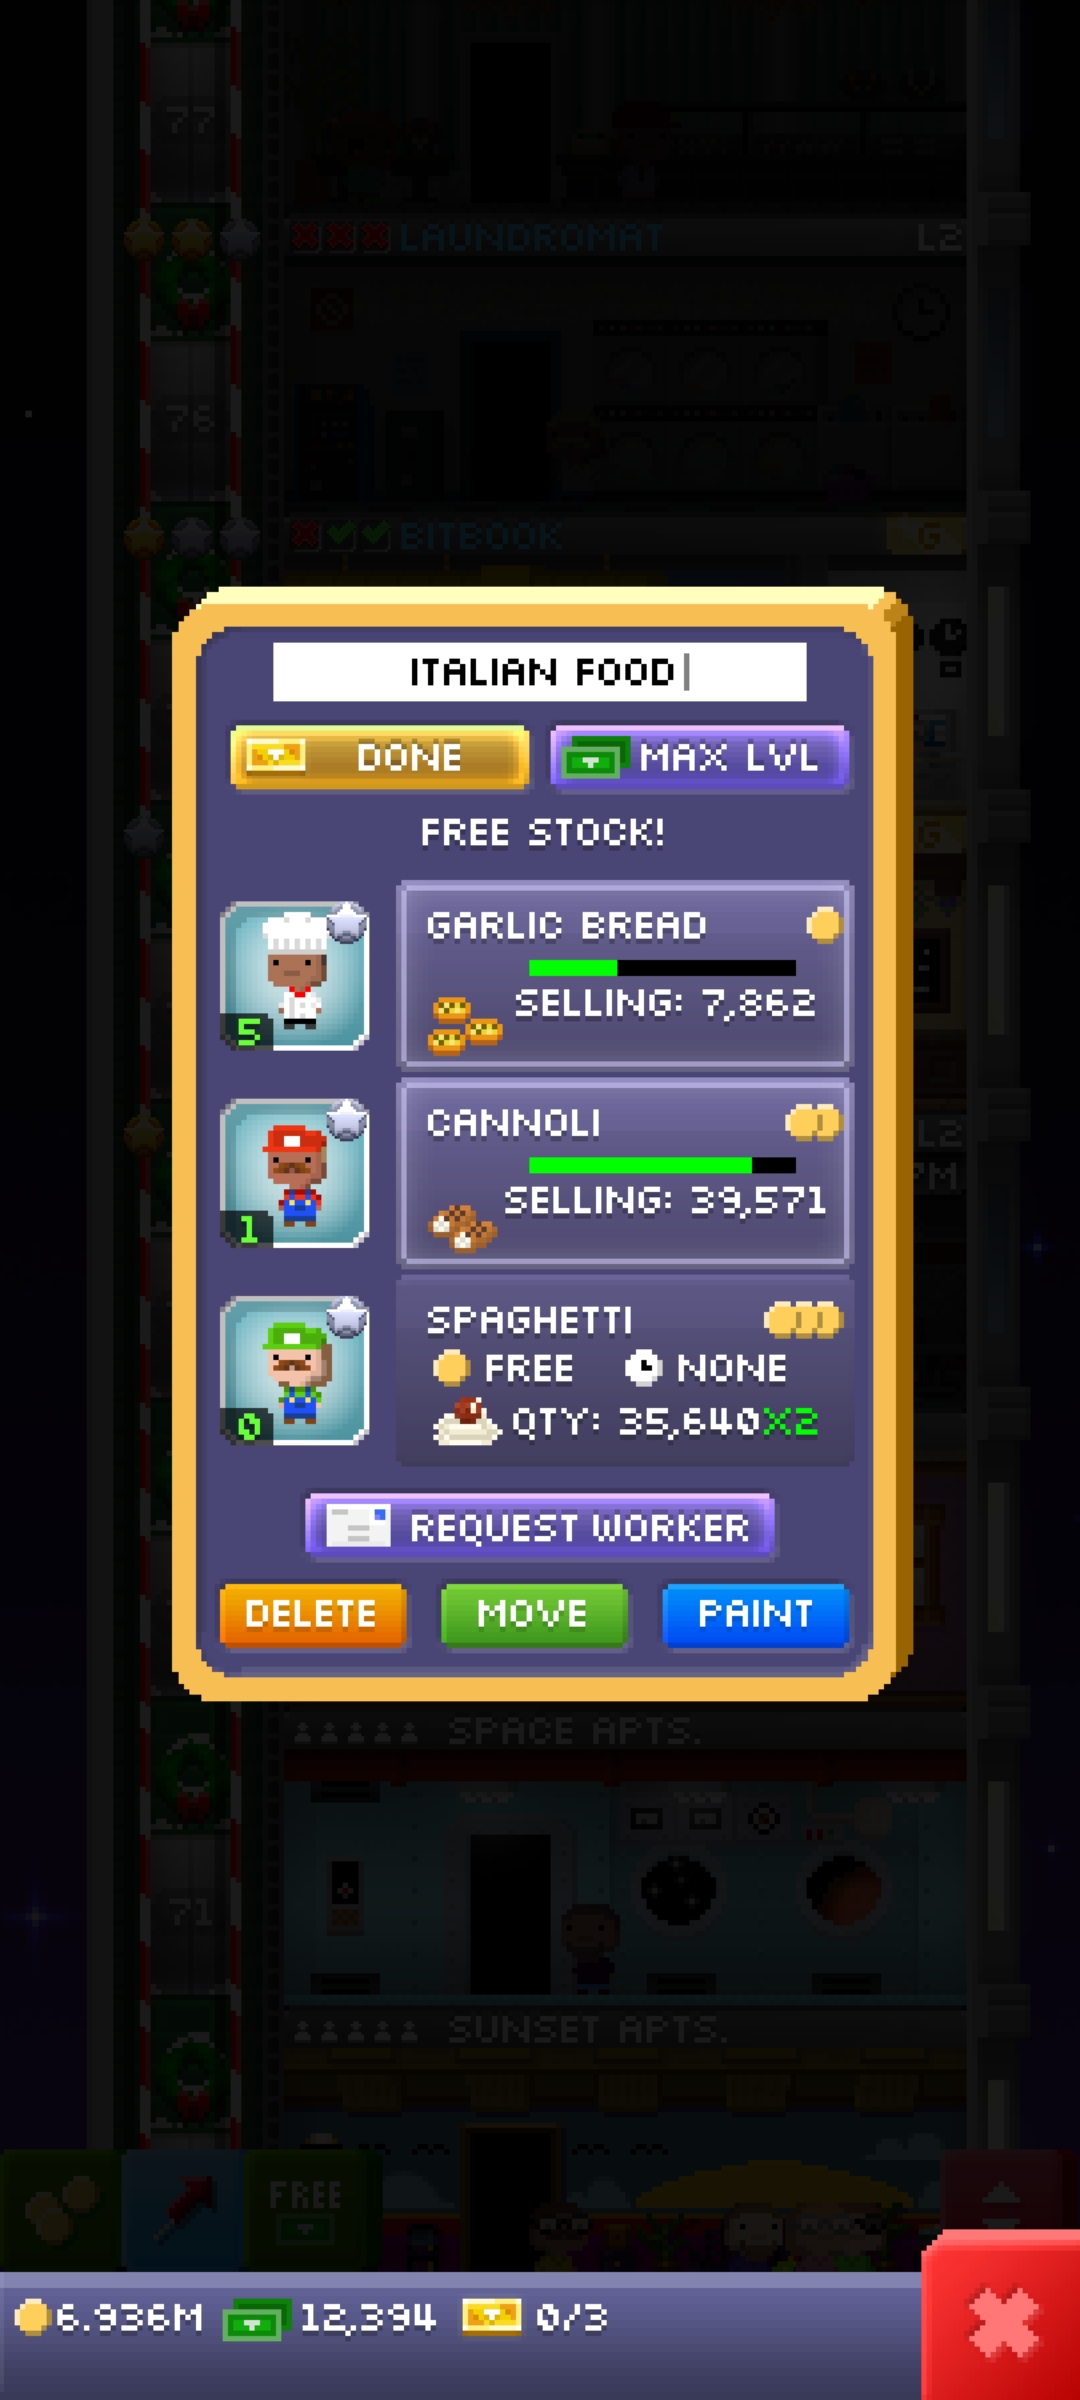 77
LAUNDROMAT L2
76
BITBOOK G
ITALIAN FOOD
DONE MAX LVL
G
FREE STOCK!
GARLIC BREAD
SELLING: 7,862
5
CANNOLI
L2
SELLING: 39,571
1
SPAGHETTI
FREE NONE
QTY: 35,640X2
0
REQUEST WORKER
DELETE MOVE PAINT
SPACE APTS.
71
SUNSET APTS.
FREE
6.936M 12,394 0/3